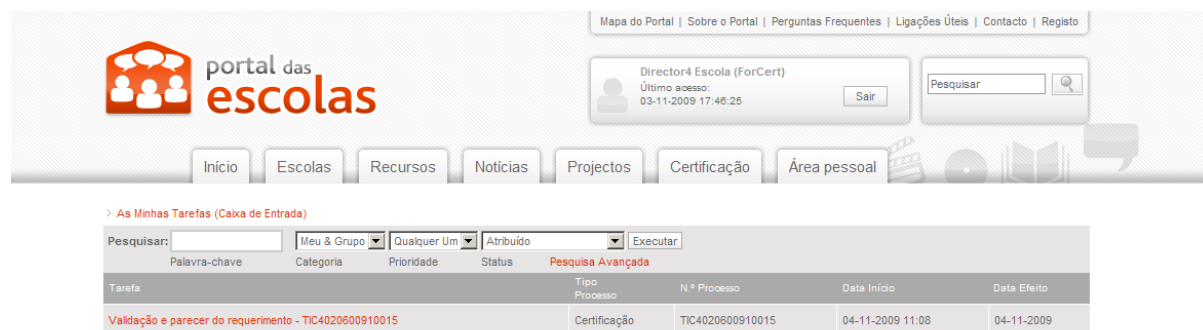 Mapa do Portal | Sobre o Portal | Perguntas Frequentes | Ligações Úteis | Contacto | Registo
portal das
escolas
Director4 Escola (ForCert)
Último acesso:
03-11-2009 17:46:25
Sair
Pesquisar
Início Escolas Recursos Notícias Projectos Certificação Área pessoal
> As Minhas Tarefas (Caixa de Entrada)
Pesquisar: Meu & Grupo Qualquer Um Atribuído Executar
Palavra-chave Categoria Prioridade Status Pesquisa Avançada
Tarefa Tipo Processo N.º Processo Data Início Data Efeito
Validação e parecer do requerimento - TIC4020600910015 Certificação TIC4020600910015 04-11-2009 11:08 04-11-2009